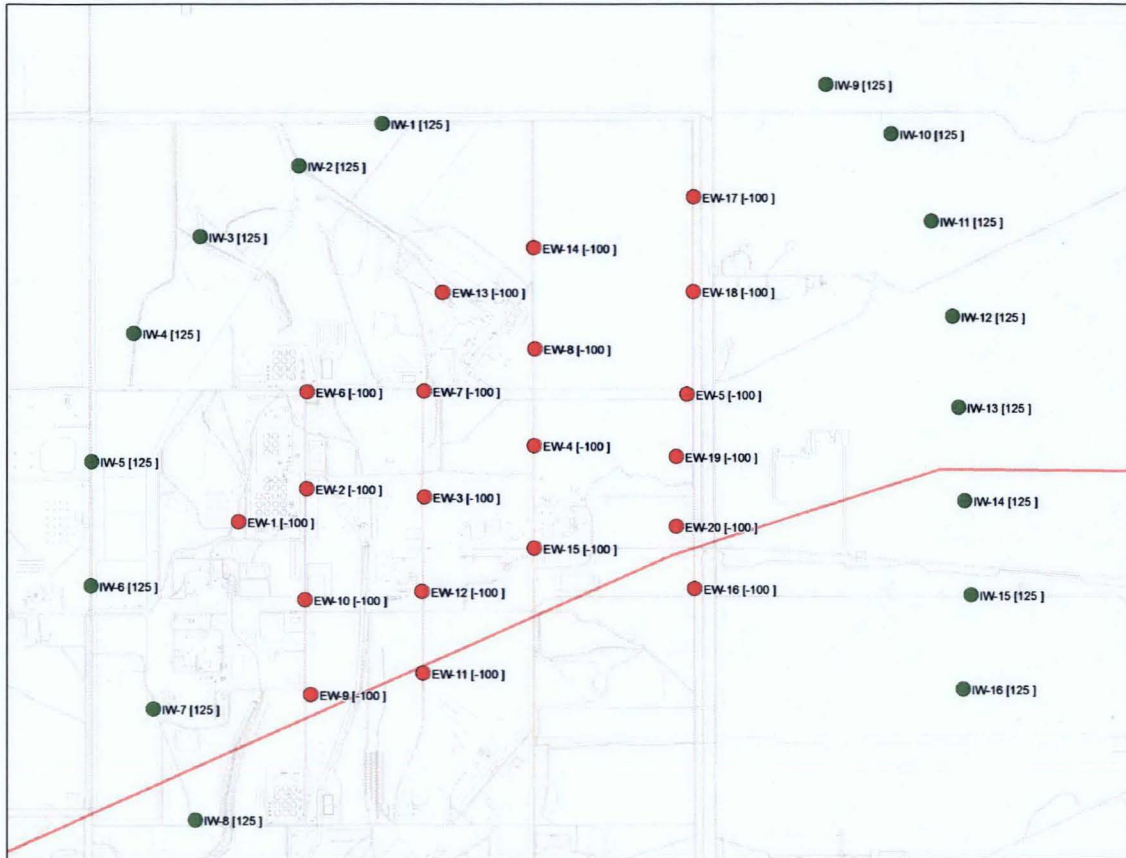 IW-9 [125 ]
IW-1 [125 ]
IW-10 [125 ]
IW-2 [125 ]
EW-17 [-100 ]
IW-11 [125 ]
IW-3 [125 ]
EW-14 [-100 ]
EW-13 [-100 ]
EW-18 [-100 ]
IW-12 [125 ]
IW-4 [125 ]
EW-8 [-100 ]
EW-6 [-100 ]
EW-7 [-100 ]
EW-5 [-100 ]
IW-13 [125 ]
EW-4 [-100 ]
EW-19 [-100 ]
IW-5 [125 ]
EW-2 [-100 ]
EW-3 [-100 ]
IW-14 [125 ]
EW-1 [-100 ]
EW-20 [-100 ]
EW-15 [-100 ]
IW-6 [125 ]
EW-12 [-100 ]
EW-16 [-100 ]
IW-15 [125 ]
EW-10 [-100 ]
EW-11 [-100 ]
IW-16 [125 ]
EW-9 [-100 ]
IW-7 [125 ]
IW-8 [125 ]